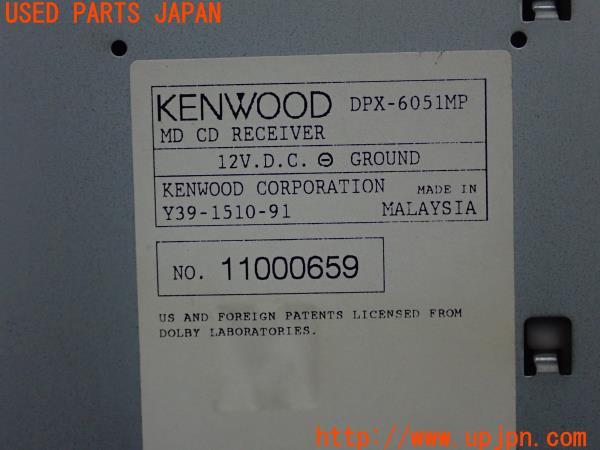 USED PARTS JAPAN
KENWOOD DPX-6051MP
MD CD RECEIVER
12V.D.C. ⊖ GROUND
KENWOOD CORPORATION MADE IN
Y39-1510-91 MALAYSIA
NO. 11000659
US AND FOREIGN PATENTS LICENSED FROM
DOLBY LABORATORIES.
http://www.upjpn.com